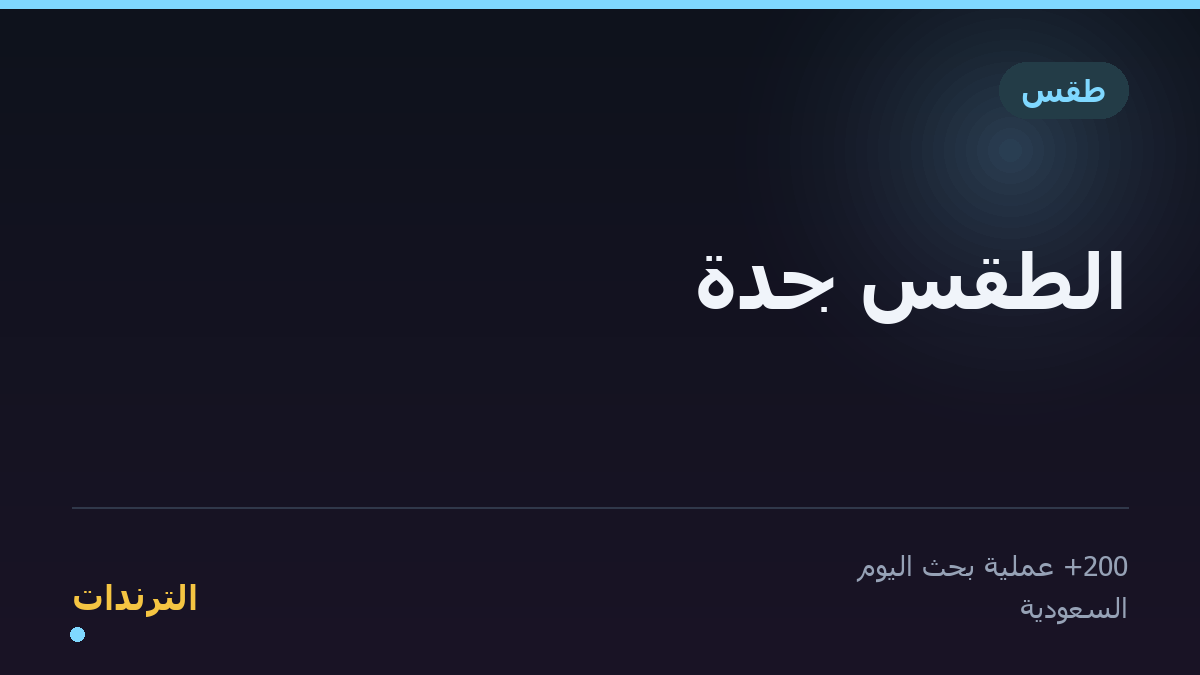 طقس
الطقس جدة
200+ عملية بحث اليوم
السعودية
الترندات